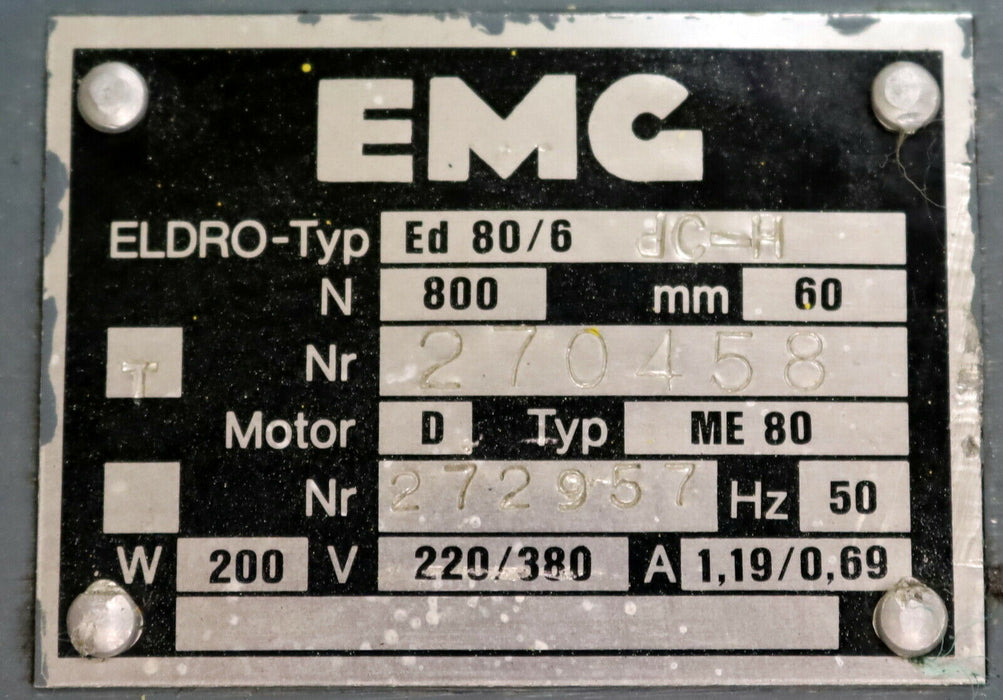 EMG
ELDRO-Typ Ed 80/6 dC-H
N 800 mm 60
T Nr 270458
Motor D Typ ME 80
Nr 272957 Hz 50
W 200 V 220/380 A 1,19/0,69